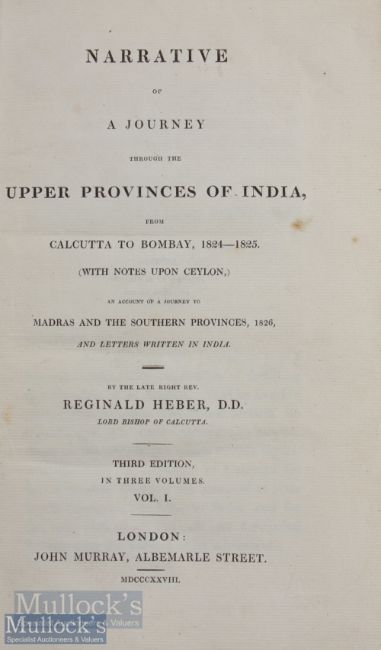 NARRATIVE
OF
A JOURNEY
THROUGH THE
UPPER PROVINCES OF INDIA,
FROM
CALCUTTA TO BOMBAY, 1824—1825.
(WITH NOTES UPON CEYLON,)
AN ACCOUNT OF A JOURNEY TO
MADRAS AND THE SOUTHERN PROVINCES, 1826,
AND LETTERS WRITTEN IN INDIA.
BY THE LATE RIGHT REV.
REGINALD HEBER, D.D.
LORD BISHOP OF CALCUTTA.
THIRD EDITION,
IN THREE VOLUMES.
VOL. I.
LONDON:
JOHN MURRAY, ALBEMARLE STREET.
MDCCCXXVIII.
Mullock's
Specialist Auctioneers & Valuers
Mullock's
Specialist Auctioneers & Valuers